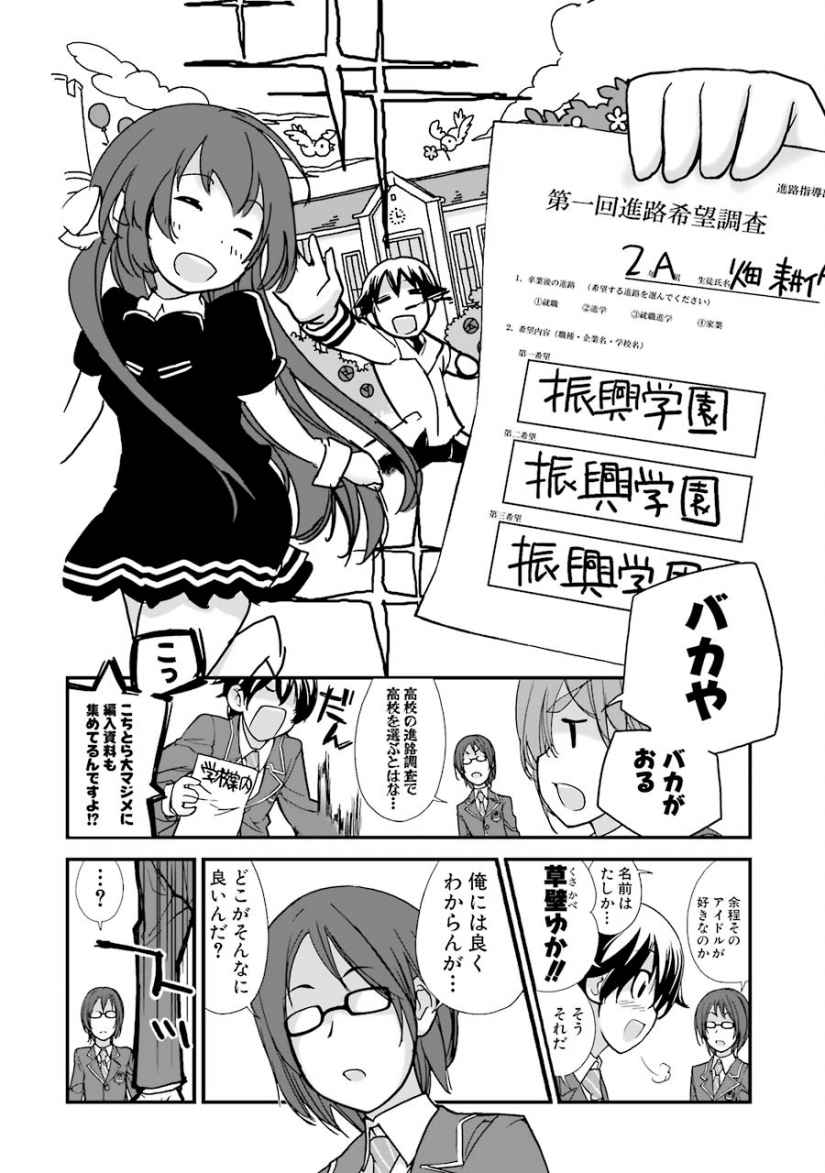 進路指導
第一回進路希望調査
2A
年 組 生徒氏名
畑 耕
1. 卒業後の進路 (希望する進路を選んでください)
①就職 ②進学 ③就職進学 ④家業
2. 希望内容(職種・企業名・学校名)
第一希望
振興学園
第二希望
振興学園
第三希望
振興学園
バカや
バカが
おる
高校の進路調査で
高校を選ぶとはな…
だん
学校案内
こっ
こちとら大マジメに
編入資料も
集めてるんですよ!?
余程その
アイドルが
好きなのか
名前は
たしか…
草壁ゆか!!
くさかべ
そう
それだ
俺には良く
わからんが…
どこがそんなに
良いんだ?
…?